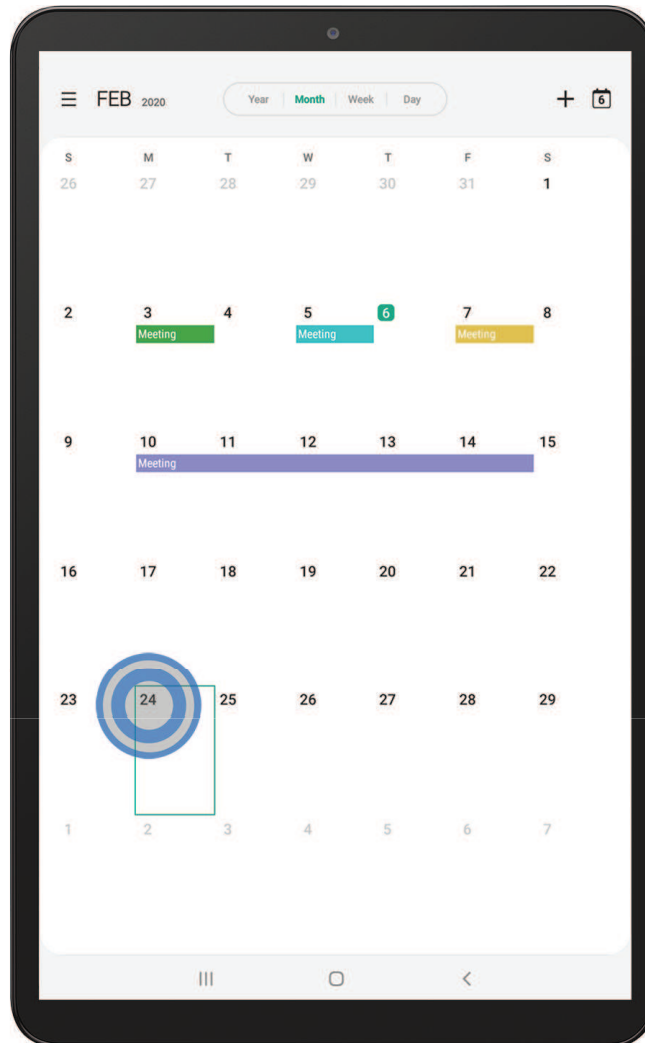 FEB 2020 Year Month Week Day 6
S M T W T F S
26 27 28 29 30 31 1
2 3 4 5 6 7 8
Meeting Meeting Meeting
9 10 11 12 13 14 15
Meeting
16 17 18 19 20 21 22
23 24 25 26 27 28 29
1 2 3 4 5 6 7